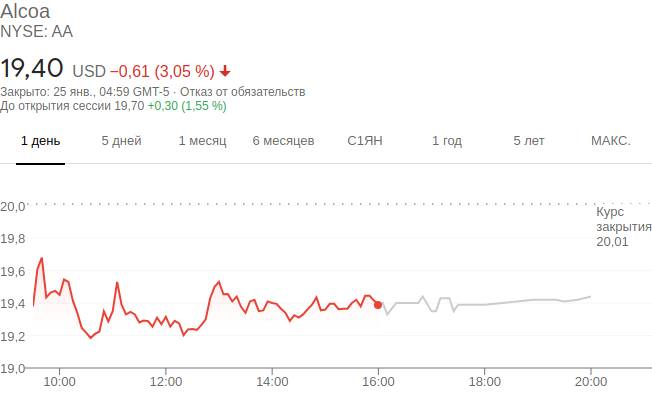 Alcoa
NYSE: AA
19,40 USD −0,61 (3,05 %)
Закрыто: 25 янв., 04:59 GMT-5 · Отказ от обязательств
До открытия сессии 19,70 +0,30 (1,55 %)
1 день 5 дней 1 месяц 6 месяцев С1ЯН 1 год 5 лет МАКС.
20,0
Курс
закрытия
20,01
19,8
19,6
19,4
19,2
19,0
10:00 12:00 14:00 16:00 18:00 20:00